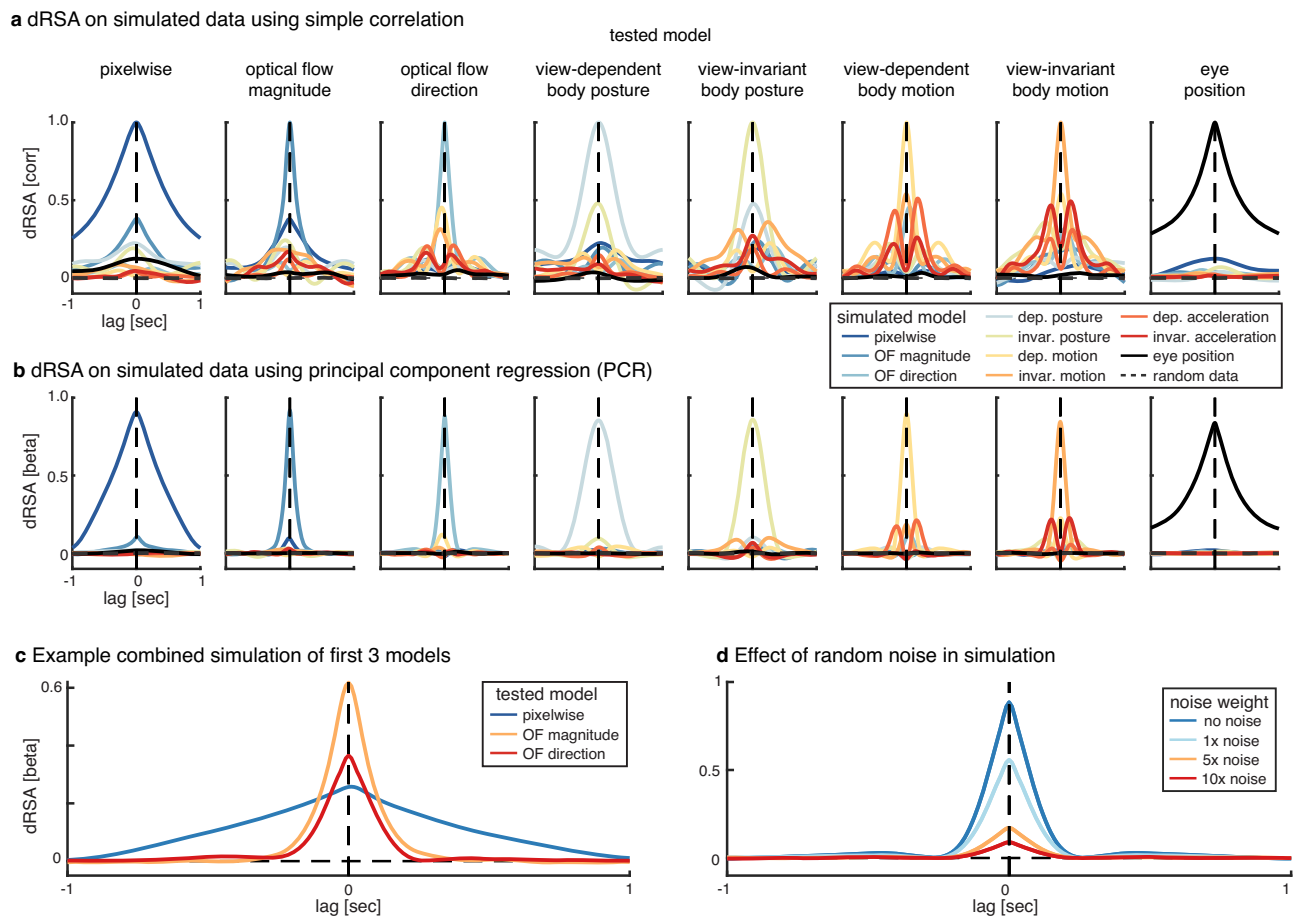 a dRSA on simulated data using simple correlation
tested model
pixelwise
optical flow
magnitude
optical flow
direction
view-dependent
body posture
view-invariant
body posture
view-dependent
body motion
view-invariant
body motion
eye
position
1.0
0.5
0
dRSA [corr]
-1 0 1
lag [sec]
simulated model
pixelwise
OF magnitude
OF direction
dep. posture
invar. posture
dep. motion
invar. motion
dep. acceleration
invar. acceleration
eye position
random data
b dRSA on simulated data using principal component regression (PCR)
1.0
0.5
0
dRSA [beta]
-1 0 1
lag [sec]
c Example combined simulation of first 3 models
0.6
0
dRSA [beta]
-1 0 1
lag [sec]
tested model
pixelwise
OF magnitude
OF direction
d Effect of random noise in simulation
1
0.5
0
-1 0 1
lag [sec]
noise weight
no noise
1x noise
5x noise
10x noise